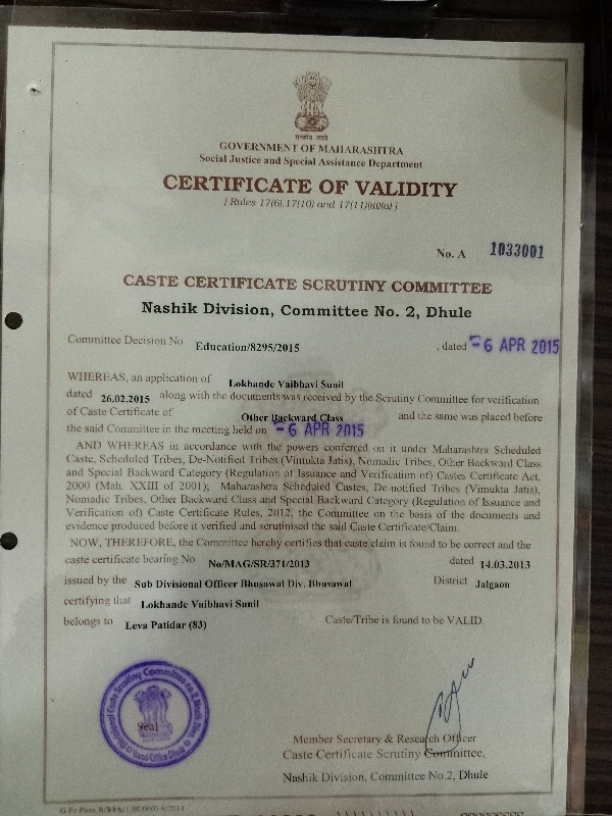 सत्यमेव जयते
GOVERNMENT OF MAHARASHTRA
Social Justice and Special Assistance Department
CERTIFICATE OF VALIDITY
[ Rules 17(6), 17(10) and 17(11)(ii)(a) ]
No. A 1033001
CASTE CERTIFICATE SCRUTINY COMMITTEE
Nashik Division, Committee No. 2, Dhule
Committee Decision No Education/8295/2015 , dated - 6 APR 2015
WHEREAS, an application of Lokhande Vaibhavi Sunil
dated 26.02.2015 along with the documents was received by the Scrutiny Committee for verification
of Caste Certificate of Other Backward Class and the same was placed before
the said Committee in the meeting held on - 6 APR 2015
AND WHEREAS in accordance with the powers conferred on it under Maharashtra Scheduled
Caste, Scheduled Tribes, De-Notified Tribes (Vimukta Jatis), Nomadic Tribes, Other Backward Class
and Special Backward Category (Regulation of Issuance and Verification of) Castes Certificate Act,
2000 (Mah. XXIII of 2001); Maharashtra Scheduled Castes, De-notified Tribes (Vimukta Jatis),
Nomadic Tribes, Other Backward Class and Special Backward Category (Regulation of Issuance and
Verification of) Caste Certificate Rules, 2012, the Committee on the basis of the documents and
evidence produced before it verified and scrutinised the said Caste Certificate/Claim.
NOW, THEREFORE, the Committee hereby certifies that caste claim is found to be correct and the
caste certificate bearing No No/MAG/SR/371/2013 dated 14.03.2013
issued by the Sub Divisional Officer Bhusawal Div. Bhusawal District Jalgaon
certifying that Lokhande Vaibhavi Sunil
belongs to Leva Patidar (83) Caste/Tribe is found to be VALID.
Seal
Member Secretary & Research Officer
Caste Certificate Scrutiny Committee,
Nashik Division, Committee No.2, Dhule